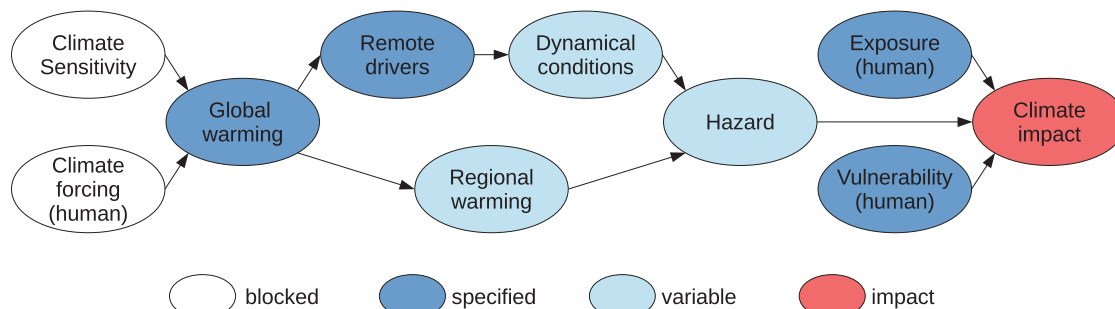 Climate
Sensitivity
Remote
drivers
Dynamical
conditions
Exposure
(human)
Global
warming
Hazard
Climate
impact
Climate
forcing
(human)
Regional
warming
Vulnerability
(human)
blocked
specified
variable
impact